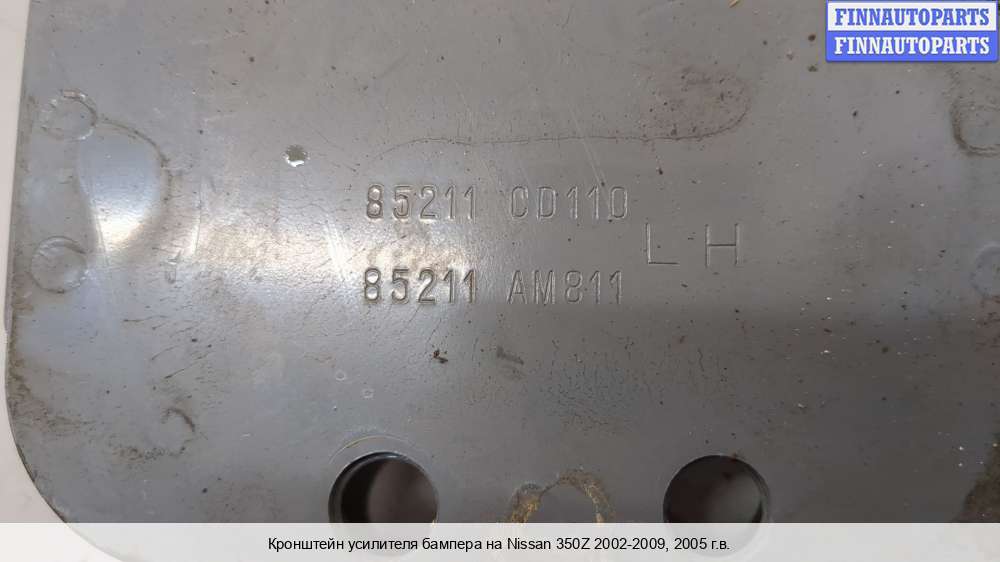 FINNAUTOPARTS
FINNAUTOPARTS
85211 CD110
LH
85211 AM811
Кронштейн усилителя бампера на Nissan 350Z 2002-2009, 2005 г.в.